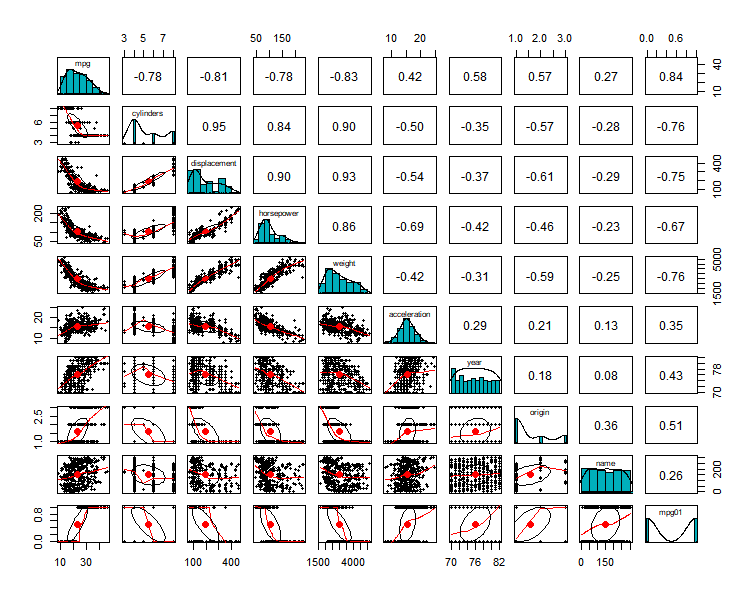 3 5 7 50 150 10 20 1.0 2.0 3.0 0.0 0.6
mpg -0.78 -0.81 -0.78 -0.83 0.42 0.58 0.57 0.27 0.84 10 40
3 6 cylinders 0.95 0.84 0.90 -0.50 -0.35 -0.57 -0.28 -0.76
displacement 0.90 0.93 -0.54 -0.37 -0.61 -0.29 -0.75 100 400
50 200 horsepower 0.86 -0.69 -0.42 -0.46 -0.23 -0.67
weight -0.42 -0.31 -0.59 -0.25 -0.76 1500 5000
10 20 acceleration 0.29 0.21 0.13 0.35
year 0.18 0.08 0.43 70 78
1.0 2.5 origin 0.36 0.51
name 0.26 0 200
0.0 0.8 mpg01
10 30 100 400 1500 4000 70 76 82 0 150